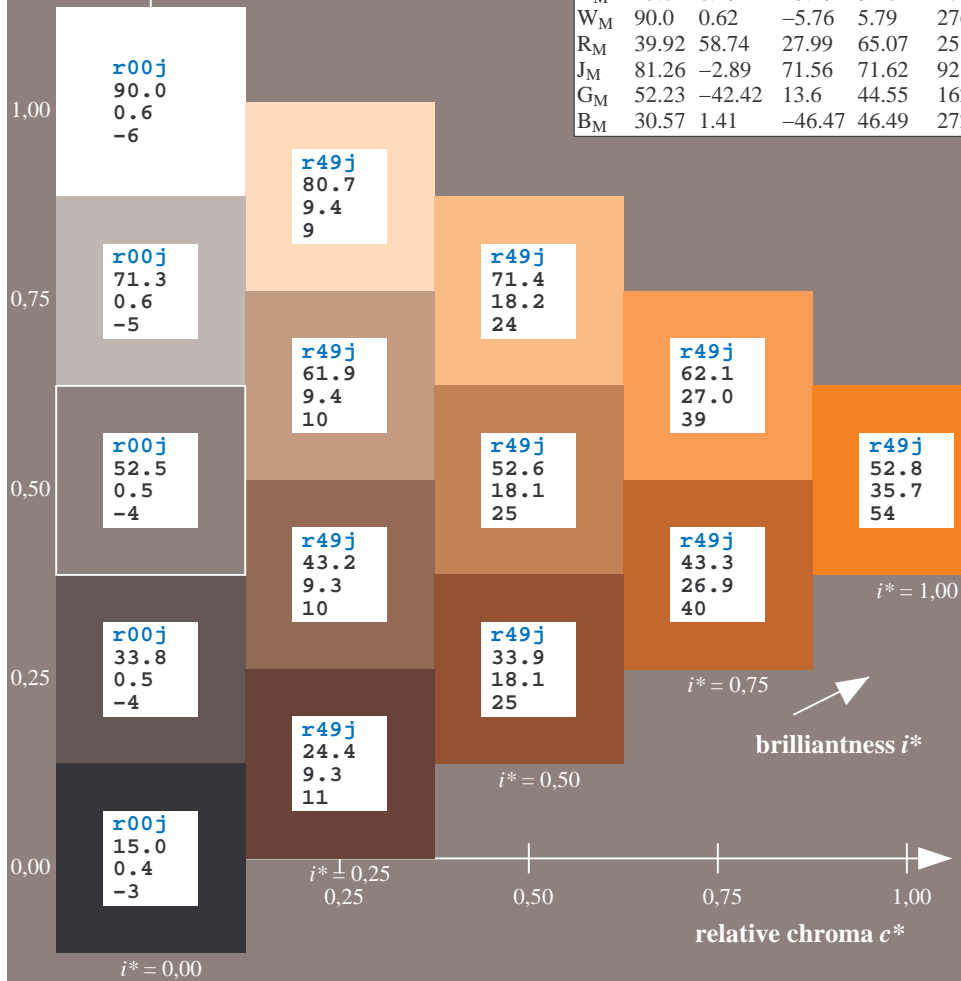 W_M 90.0 0.62 −5.76 5.79
R_M 39.92 58.74 27.99 65.07
J_M 81.26 −2.89 71.56 71.62 92
G_M 52.23 −42.42 13.6 44.55
B_M 30.57 1.41 −46.47 46.49
r00j
90.0
0.6
−6
1,00
r49j
80.7
9.4
9
r00j
71.3
0.6
−5
r49j
71.4
18.2
24
0,75
r49j
61.9
9.4
10
r49j
62.1
27.0
39
r00j
52.5
0.5
−4
r49j
52.6
18.1
25
r49j
52.8
35.7
54
0,50
r49j
43.2
9.3
10
r49j
43.3
26.9
40
i* = 1,00
r00j
33.8
0.5
−4
r49j
33.9
18.1
25
0,25
i* = 0,75
r49j
24.4
9.3
11
brilliantness i*
i* = 0,50
r00j
15.0
0.4
−3
0,00
i* = 0,25
0,25 0,50 0,75 1,00
relative chroma c*
i* = 0,00